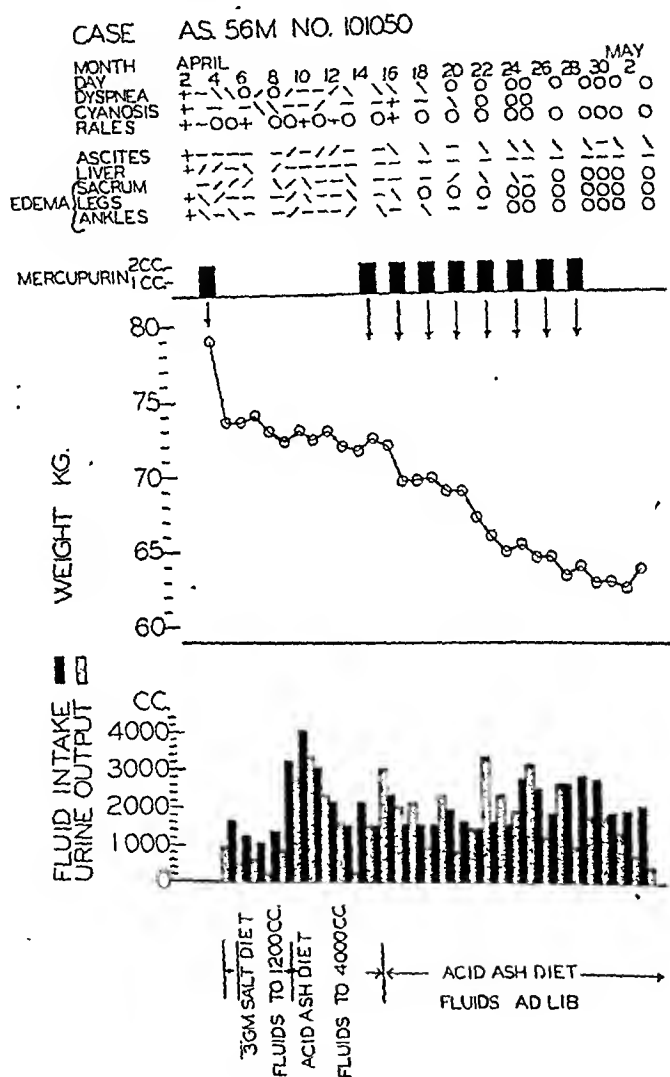 CASE AS. 56M NO. 101050
MONTH APRIL MAY
DAY 2 4 6 8 10 12 14 16 18 20 22 24 26 28 30 2
DYSPNEA
CYANOSIS
RALES
ASCITES
LIVER
SACRUM
EDEMA LEGS
ANKLES
MERCUPURIN 2CC.
1CC.
80
75
70
65
60
WEIGHT KG.
FLUID INTAKE
URINE OUTPUT
CC.
4000
3000
2000
1000
0
3GM SALT DIET
FLUIDS TO 1200CC.
ACID ASH DIET
FLUIDS TO 4000CC.
ACID ASH DIET
FLUIDS AD LIB